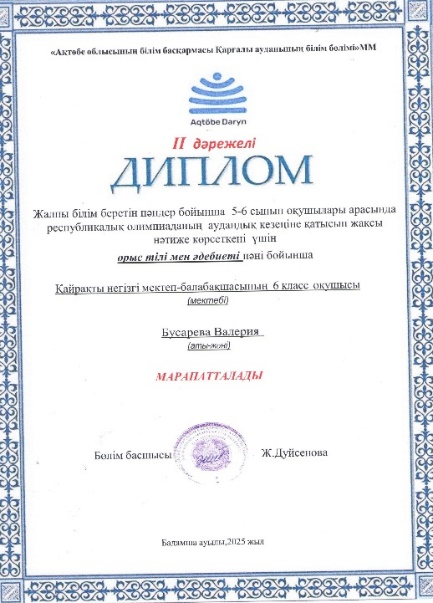 «Ақтөбе облысының білім басқармасы Қарғалы ауданының білім бөлімі»ММ
Aqtöbe Daryn
II дәрежелі
ДИПЛОМ
Жалпы білім беретін пәндер бойынша 5-6 сынып оқушылары арасында
республикалық олимпиаданың аудандық кезеңіне қатысып жақсы
нәтиже көрсеткені үшін
орыс тілі мен әдебиеті пәні бойынша
Қайрақты негізгі мектеп-балабақшасының 6 класс оқушысы
(мектебі)
Бусарева Валерия
(аты-жөні)
МАРАПАТТАЛАДЫ
Бөлім басшысы Ж.Дуйсенова
ауылы,2025 жыл